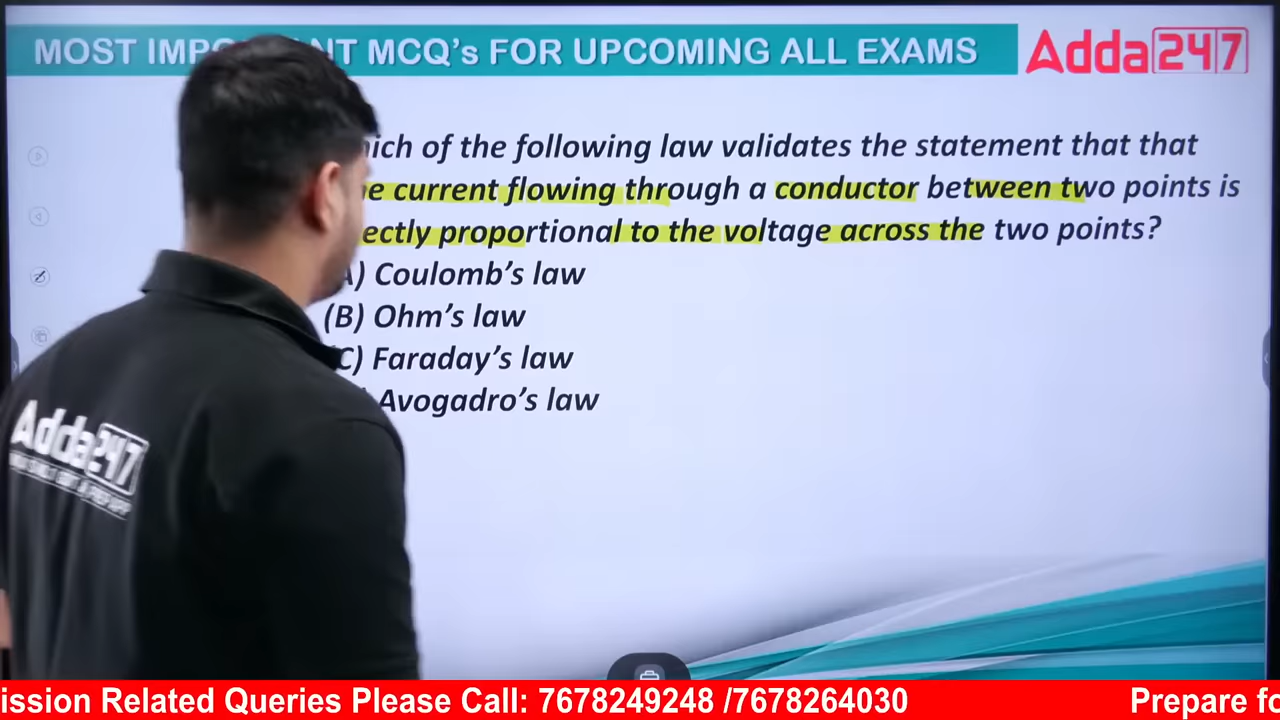 MOST IMP NT MCQ's FOR UPCOMING ALL EXAMS
Adda247
of the following law validates the statement that that
current flowing through a conductor between two points is
proportional to the voltage across the two points?
A) Coulomb's law
(B) Ohm's law
C) Faraday's law
Avogadro's law
Adda247
ission Related Queries Please Call: 7678249248 /7678264030
Prepare fo